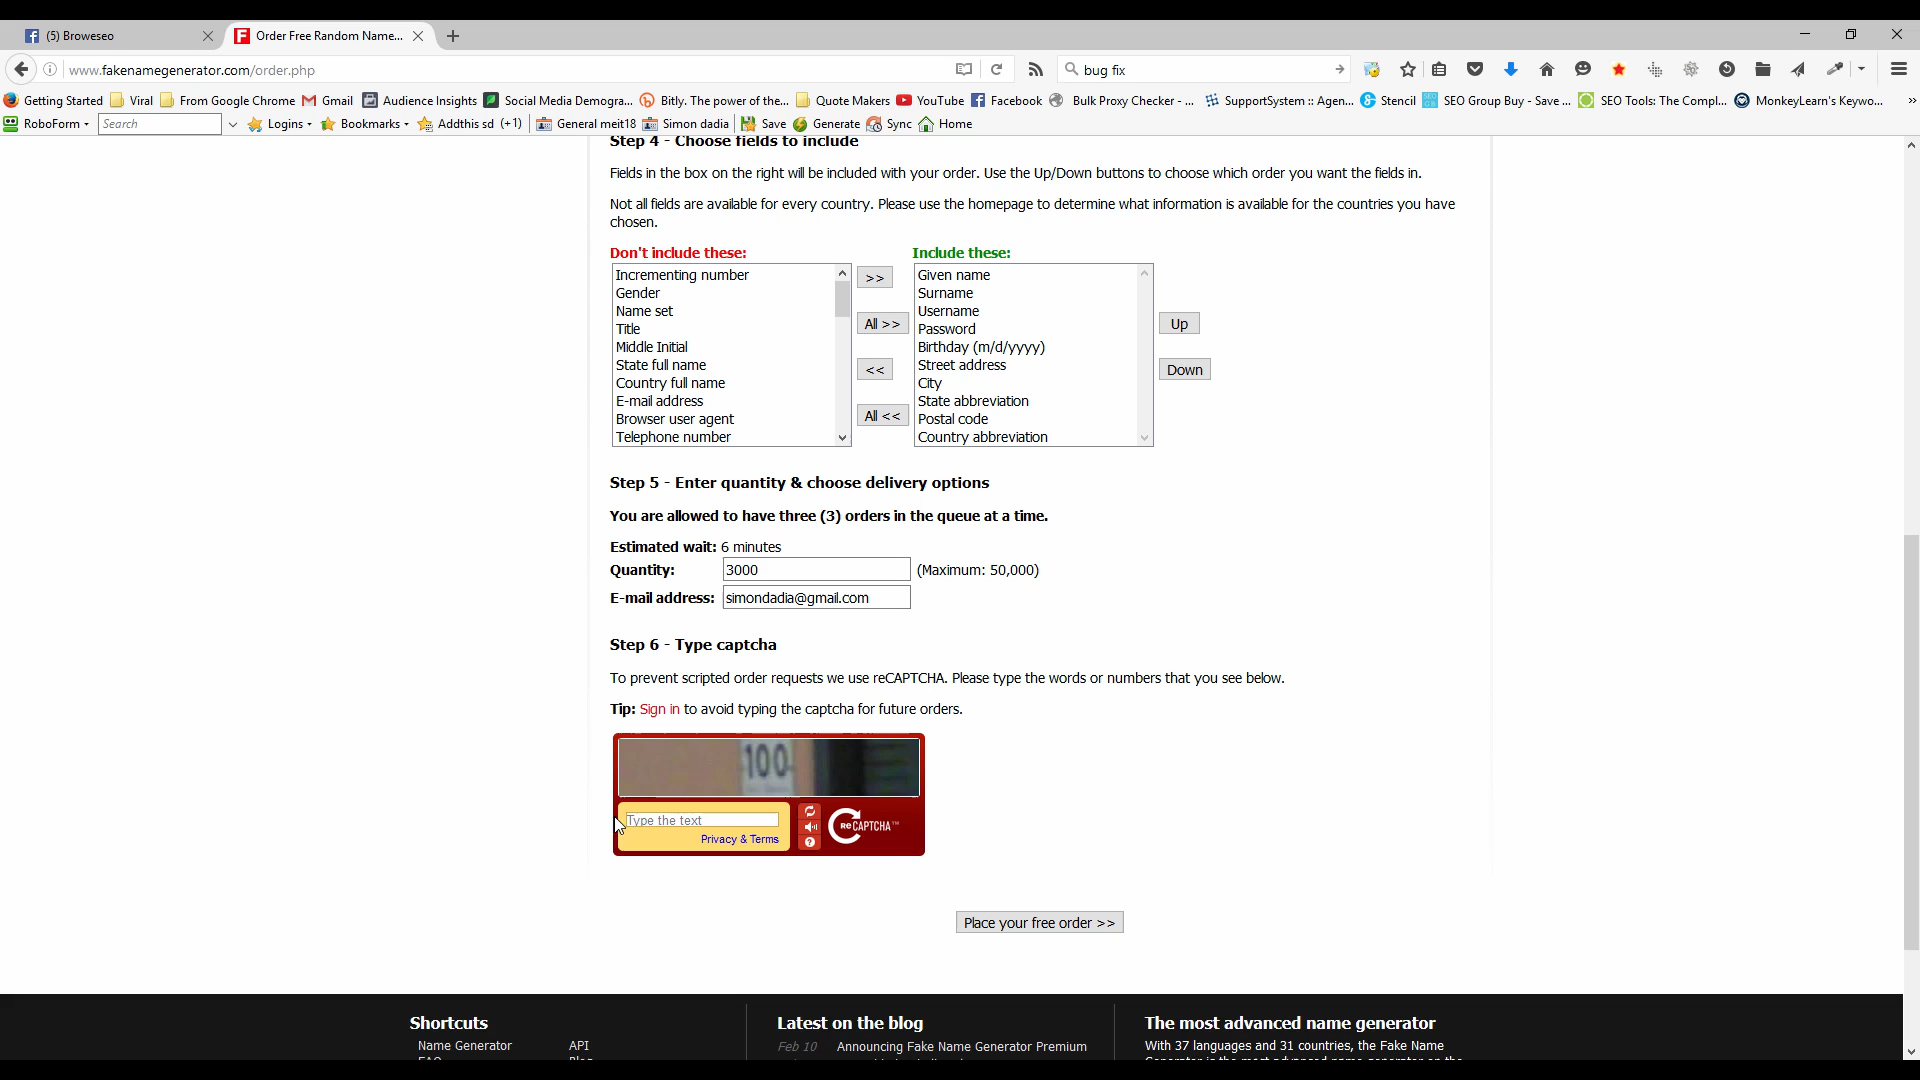 (5) Broweseo
Order Free Random Name...
www.fakenamegenerator.com/order.php
bug fix
Getting Started Viral From Google Chrome Gmail Audience Insights Social Media Demogra... Bitly. The power of the... Quote Makers YouTube Facebook Bulk Proxy Checker - ... SupportSystem :: Agen... Stencil SEO Group Buy - Save ... SEO Tools: The Compl... MonkeyLearn's Keywo...
RoboForm Search Logins Bookmarks Addthis sd (+1) General meit18 Simon dadia Save Generate Sync Home
Step 4 - Choose fields to include
Fields in the box on the right will be included with your order. Use the Up/Down buttons to choose which order you want the fields in.
Not all fields are available for every country. Please use the homepage to determine what information is available for the countries you have
chosen.
Don't include these:
Incrementing number
Gender
Name set
Title
Middle Initial
State full name
Country full name
E-mail address
Browser user agent
Telephone number
>>
All >>
<<
All <<
Include these:
Given name
Surname
Username
Password
Birthday (m/d/yyyy)
Street address
City
State abbreviation
Postal code
Country abbreviation
Up
Down
Step 5 - Enter quantity & choose delivery options
You are allowed to have three (3) orders in the queue at a time.
Estimated wait: 6 minutes
Quantity: 3000 (Maximum: 50,000)
E-mail address: simondadia@gmail.com
Step 6 - Type captcha
To prevent scripted order requests we use reCAPTCHA. Please type the words or numbers that you see below.
Tip: Sign in to avoid typing the captcha for future orders.
100
Type the text
Privacy & Terms
reCAPTCHA™
Place your free order >>
Shortcuts
Name Generator
API
FAQ
Blog
Latest on the blog
Feb 10 Announcing Fake Name Generator Premium
The most advanced name generator
With 37 languages and 31 countries, the Fake Name